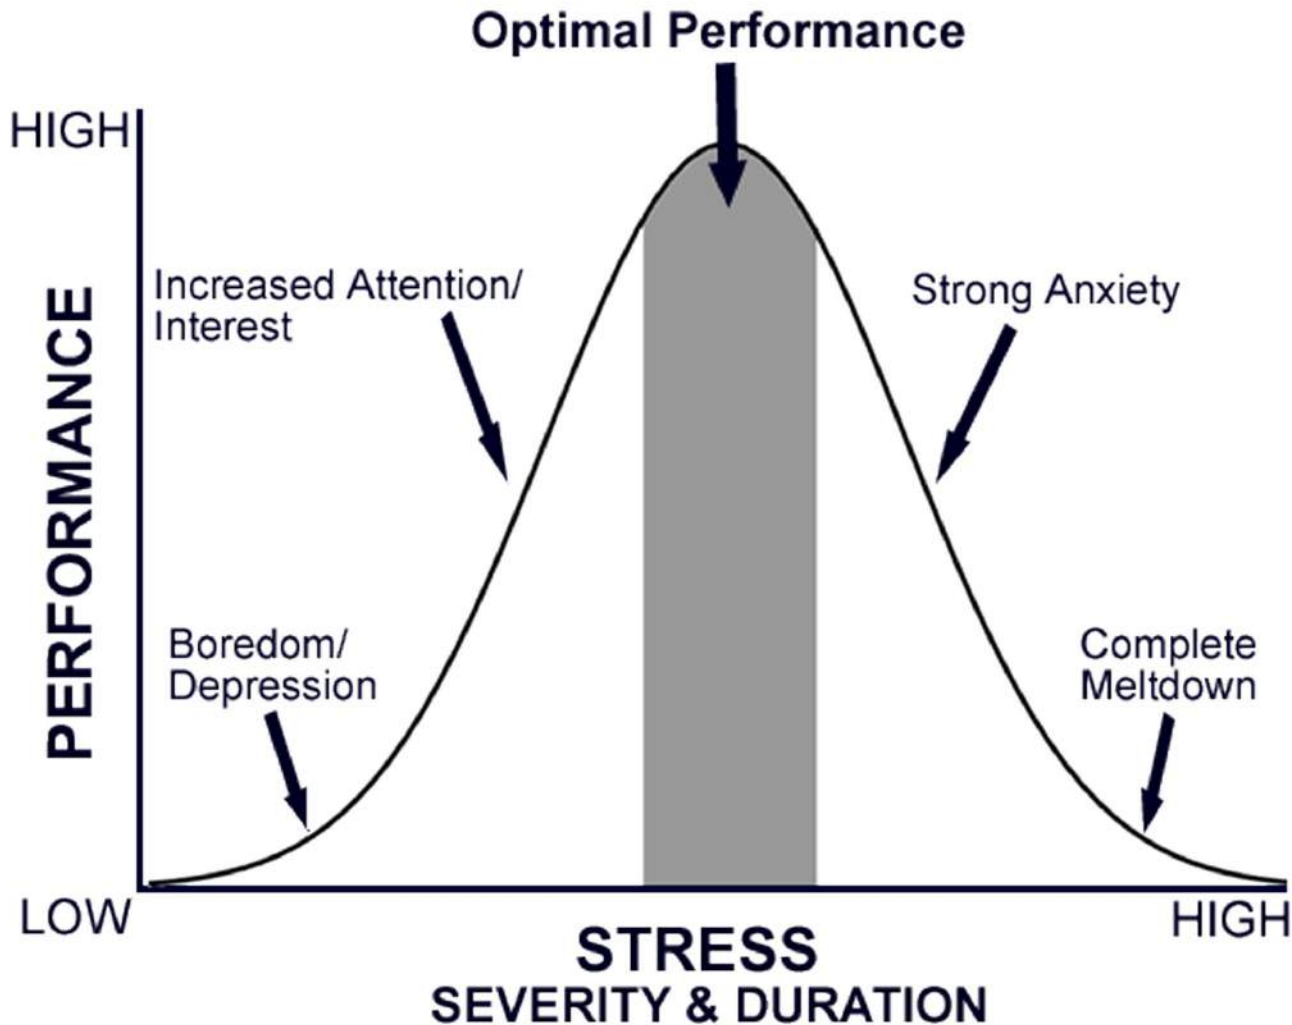 Optimal Performance
HIGH
Increased Attention/
Interest
Strong Anxiety
PERFORMANCE
Boredom/
Depression
Complete
Meltdown
LOW
HIGH
STRESS
SEVERITY & DURATION